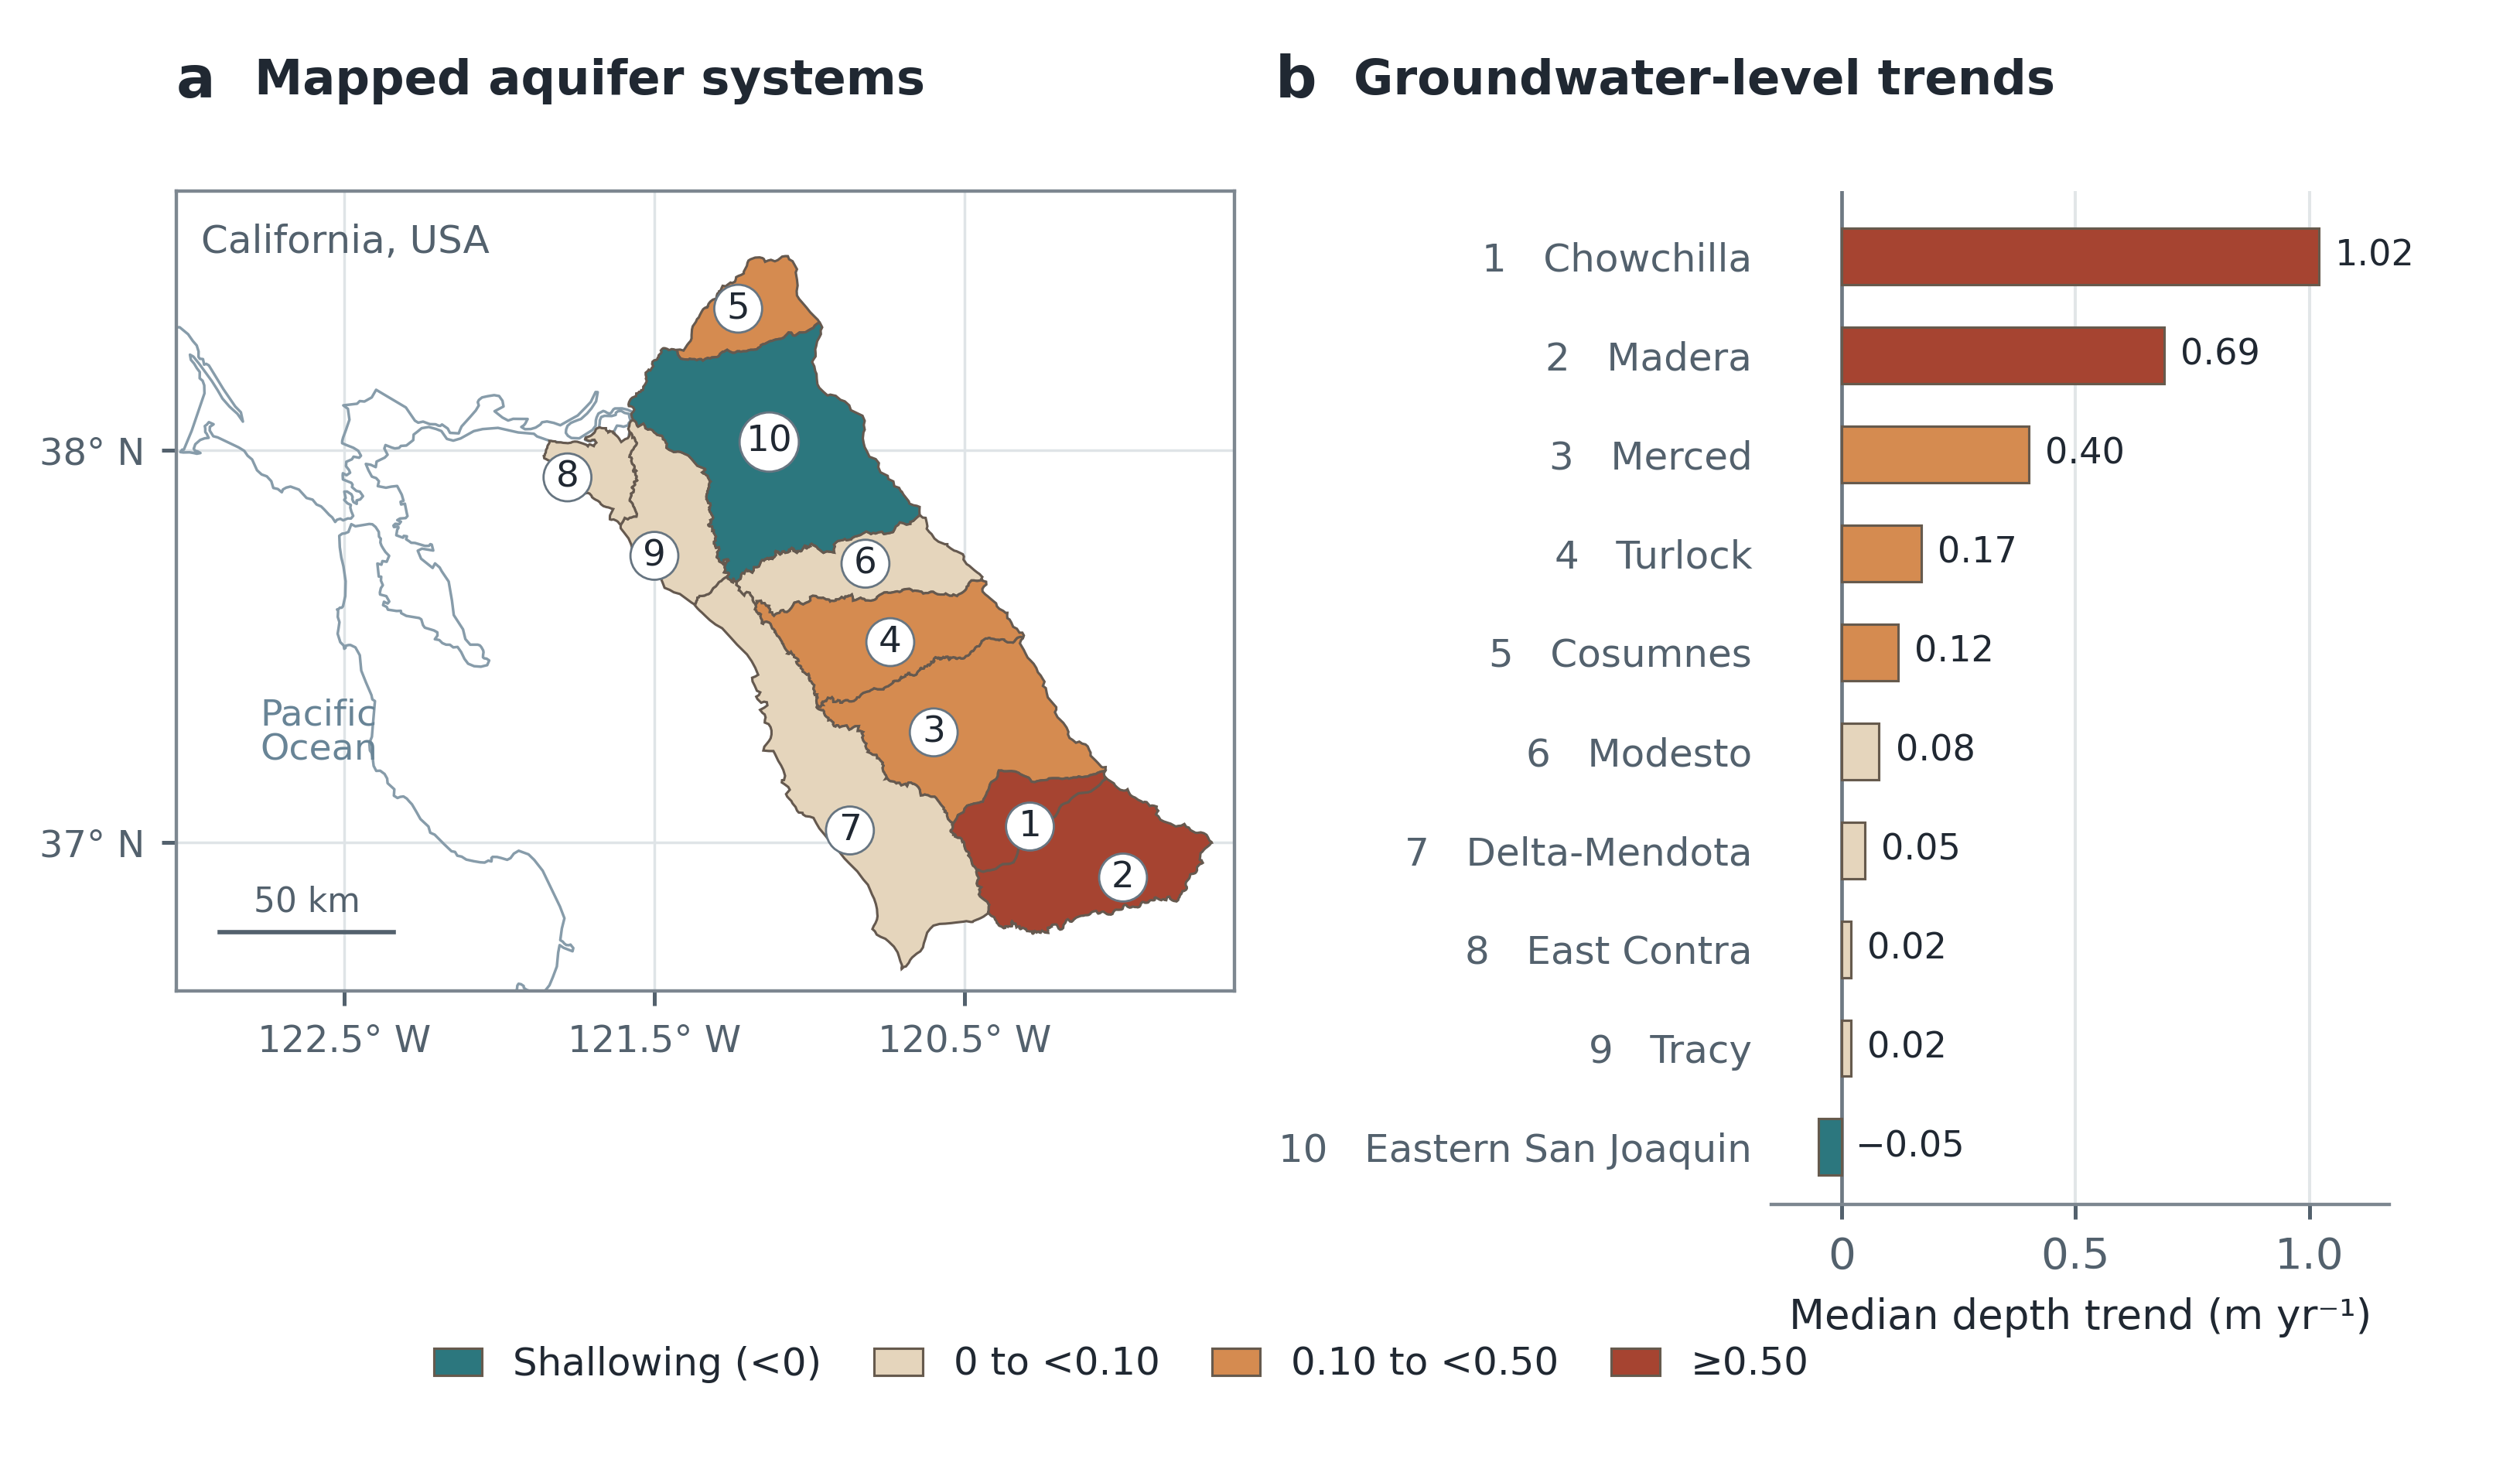 a Mapped aquifer systems
California, USA
5
10
8
9
6
4
3
7
1
2
Pacific
Ocean
50 km
38° N
37° N
122.5° W 121.5° W 120.5° W
b Groundwater-level trends
1 Chowchilla 1.02
2 Madera 0.69
3 Merced 0.40
4 Turlock 0.17
5 Cosumnes 0.12
6 Modesto 0.08
7 Delta-Mendota 0.05
8 East Contra 0.02
9 Tracy 0.02
10 Eastern San Joaquin −0.05
0 0.5 1.0
Median depth trend (m yr⁻¹)
Shallowing (<0) 0 to <0.10 0.10 to <0.50 ≥0.50